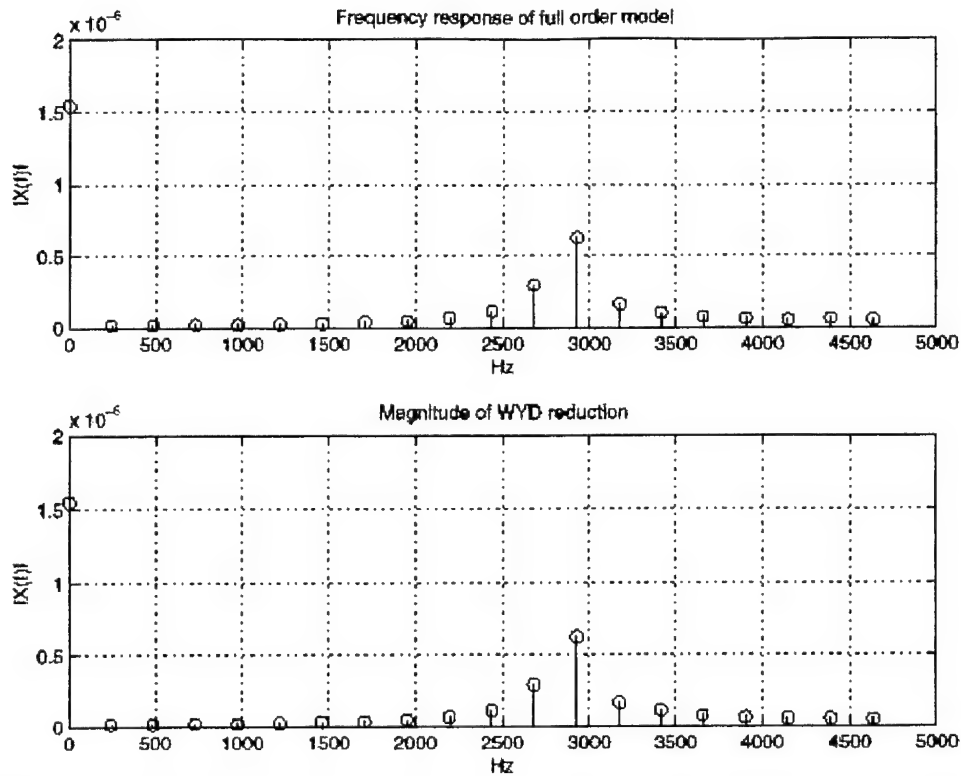 Frequency response of full order model
x 10^-6
2
1.5
1
0.5
0
|X(f)|
0 500 1000 1500 2000 2500 3000 3500 4000 4500 5000
Hz
Magnitude of WYD reduction
x 10^-6
2
1.5
1
0.5
0
|X(f)|
0 500 1000 1500 2000 2500 3000 3500 4000 4500 5000
Hz